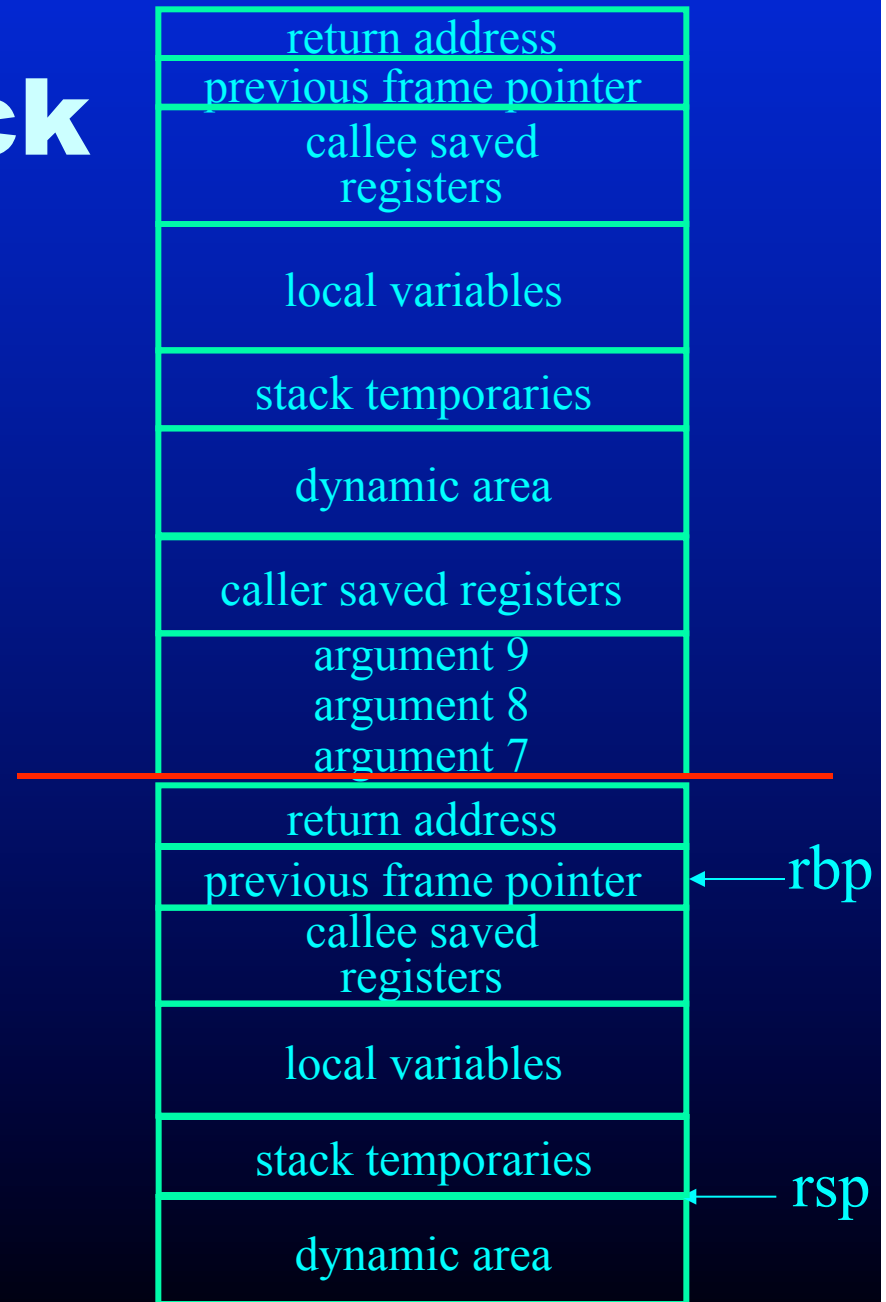 ck
return address
previous frame pointer
callee saved
registers
local variables
stack temporaries
dynamic area
caller saved registers
argument 9
argument 8
argument 7
return address
previous frame pointer
rbp
callee saved
registers
local variables
stack temporaries
rsp
dynamic area